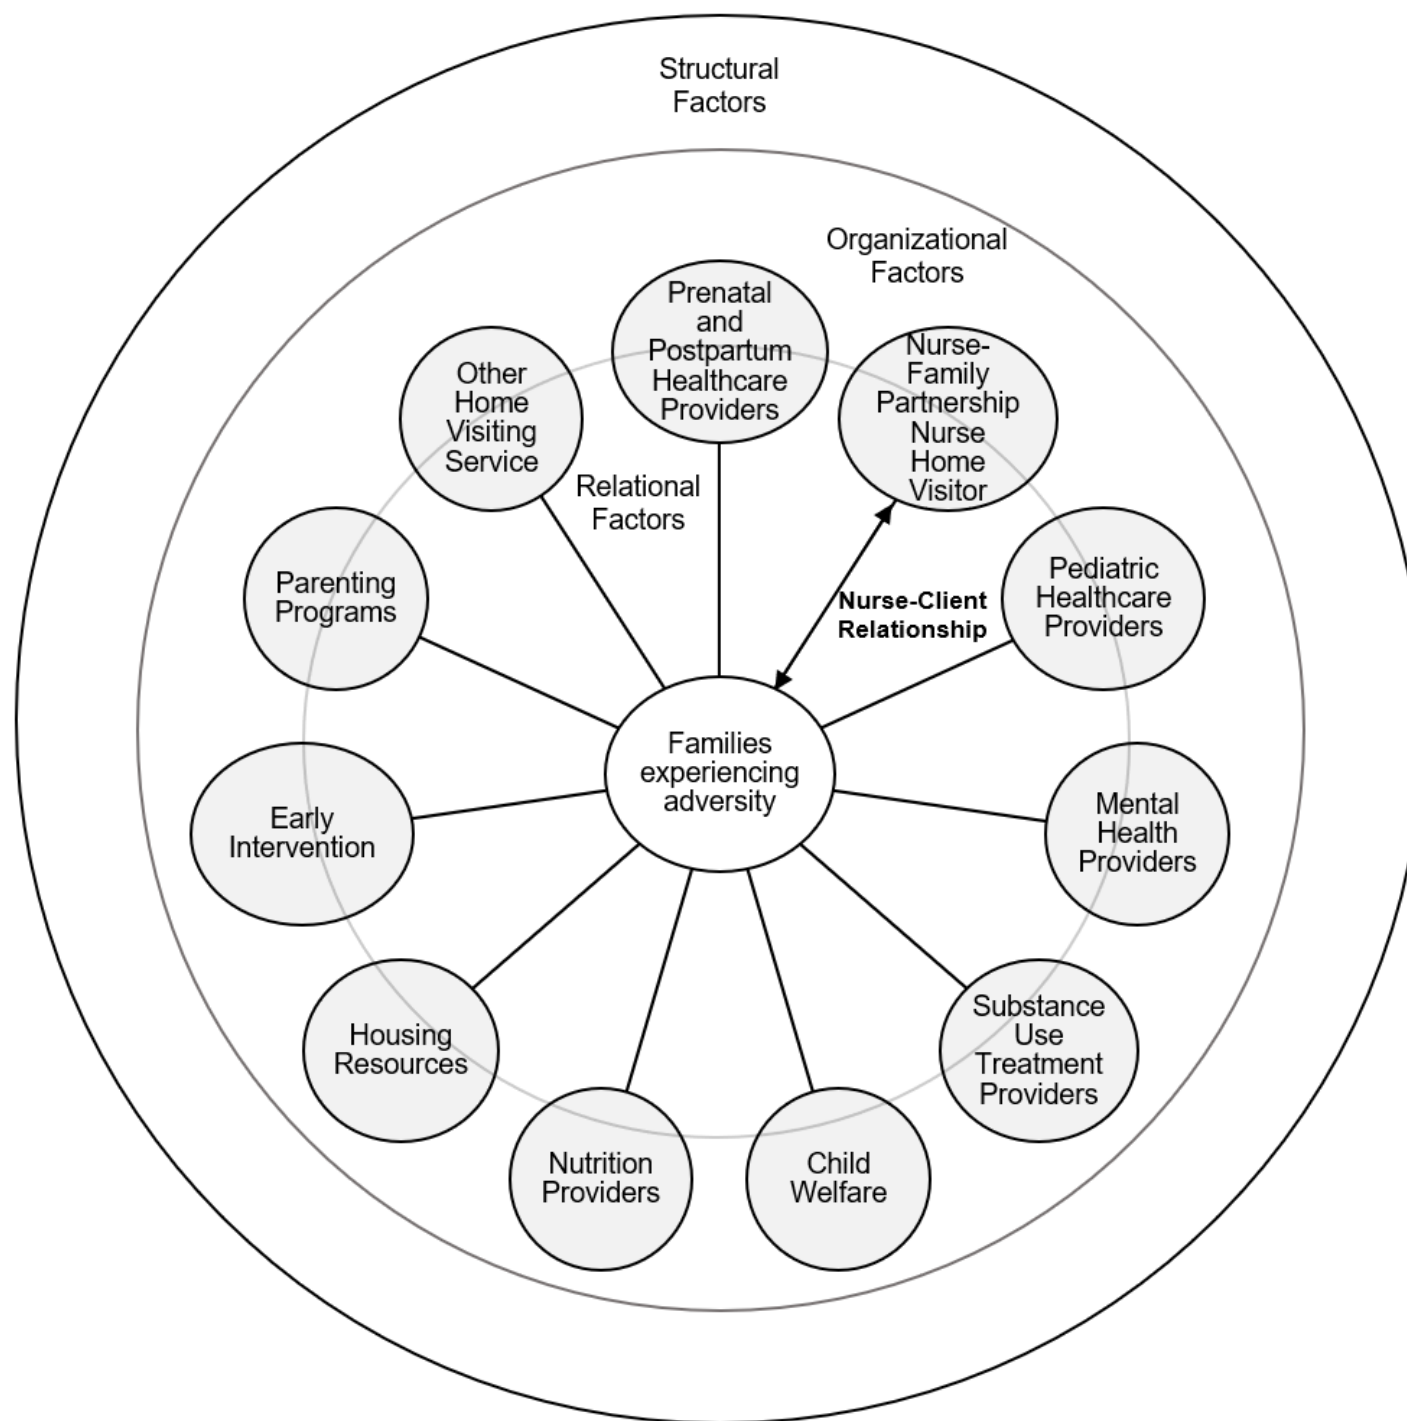 Structural
Factors
Organizational
Factors
Prenatal
and
Postpartum
Healthcare
Providers
Nurse-
Family
Partnership
Nurse
Home
Visitor
Other
Home
Visiting
Service
Relational
Factors
Parenting
Programs
Nurse-Client
Relationship
Pediatric
Healthcare
Providers
Families
experiencing
adversity
Early
Intervention
Mental
Health
Providers
Housing
Resources
Substance
Use
Treatment
Providers
Nutrition
Providers
Child
Welfare